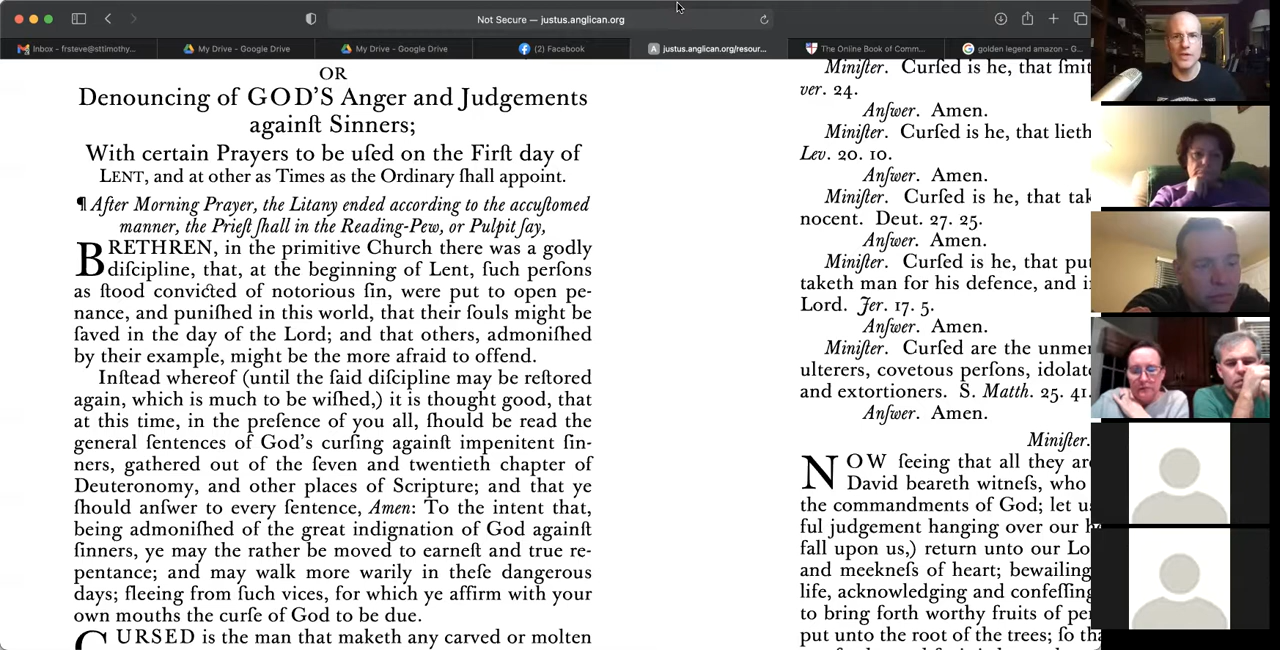 Not Secure — justus.anglican.org
Inbox - frsteve@sttimothy...
My Drive - Google Drive
My Drive - Google Drive
(2) Facebook
justus.anglican.org/resour...
The Online Book of Comm...
golden legend amazon - G...
OR
Denouncing of GOD'S Anger and Judgements
againſt Sinners;
With certain Prayers to be uſed on the Firſt day of
LENT, and at other as Times as the Ordinary ſhall appoint.
¶ After Morning Prayer, the Litany ended according to the accuſtomed
manner, the Prieſt ſhall in the Reading-Pew, or Pulpit ſay,
BRETHREN, in the primitive Church there was a godly
diſcipline, that, at the beginning of Lent, ſuch perſons
as ſtood convicted of notorious ſin, were put to open pe-
nance, and puniſhed in this world, that their ſouls might be
ſaved in the day of the Lord; and that others, admoniſhed
by their example, might be the more afraid to offend.
Inſtead whereof (until the ſaid diſcipline may be reſtored
again, which is much to be wiſhed,) it is thought good, that
at this time, in the preſence of you all, ſhould be read the
general ſentences of God's curſing againſt impenitent ſin-
ners, gathered out of the ſeven and twentieth chapter of
Deuteronomy, and other places of Scripture; and that ye
ſhould anſwer to every ſentence, Amen: To the intent that,
being admoniſhed of the great indignation of God againſt
ſinners, ye may the rather be moved to earneſt and true re-
pentance; and may walk more warily in theſe dangerous
days; fleeing from ſuch vices, for which ye affirm with your
own mouths the curſe of God to be due.
CURSED is the man that maketh any carved or molten
Miniſter. Curſed is he, that ſmit
ver. 24.
Anſwer. Amen.
Miniſter. Curſed is he, that lieth
Lev. 20. 10.
Anſwer. Amen.
Miniſter. Curſed is he, that tak
nocent. Deut. 27. 25.
Anſwer. Amen.
Miniſter. Curſed is he, that put
taketh man for his defence, and i
Lord. Jer. 17. 5.
Anſwer. Amen.
Miniſter. Curſed are the unme
ulterers, covetous perſons, idolat
and extortioners. S. Matth. 25. 41.
Anſwer. Amen.
Miniſter.
NOW ſeeing that all they ar
David beareth witneſs, who
the commandments of God; let u
ful judgement hanging over our h
fall upon us,) return unto our Lo
and meekneſs of heart; bewailing
life, acknowledging and confeſſing
to bring forth worthy fruits of pe
put unto the root of the trees; ſo th